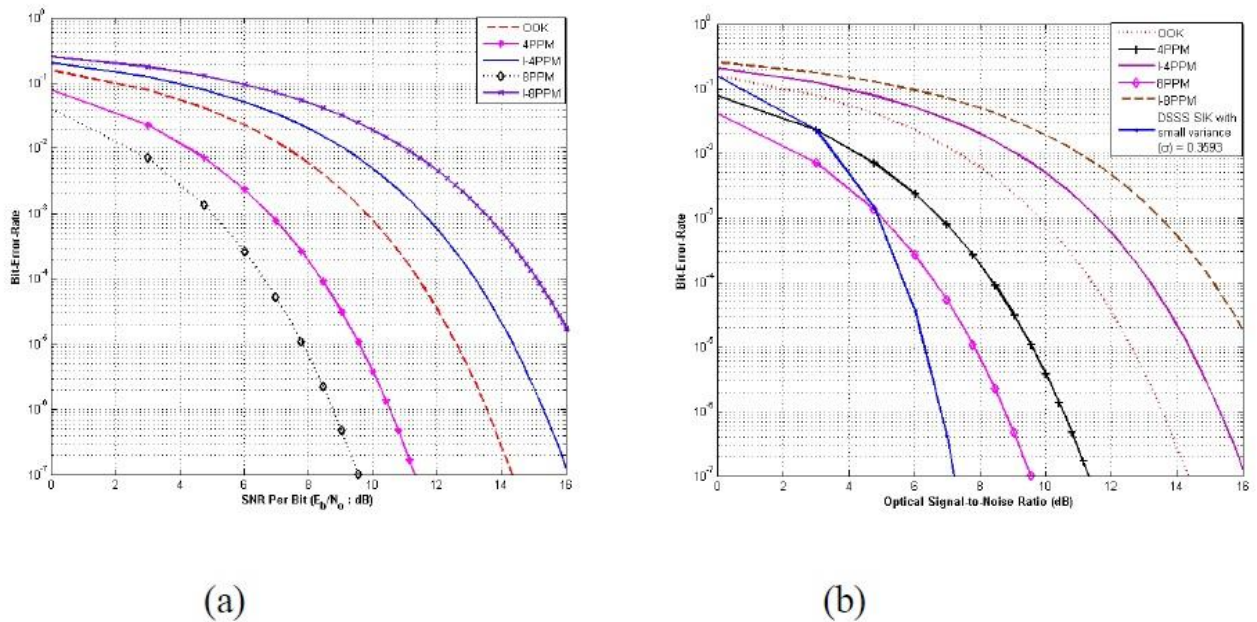 10^0
10^-1
10^-2
10^-3
10^-4
10^-5
10^-6
10^-7
Bit-Error-Rate
0 2 4 6 8 10 12 14 16
SNR Per Bit (E_b/N_o : dB)
OOK
4PPM
I-4PPM
8PPM
I-8PPM
(a)
10^0
10^-1
10^-2
10^-3
10^-4
10^-5
10^-6
10^-7
Bit-Error-Rate
0 2 4 6 8 10 12 14 16
Optical Signal-to-Noise Ratio (dB)
OOK
4PPM
I-4PPM
8PPM
I-8PPM
DSSS SIK with
small variance
(σ) = 0.3593
(b)